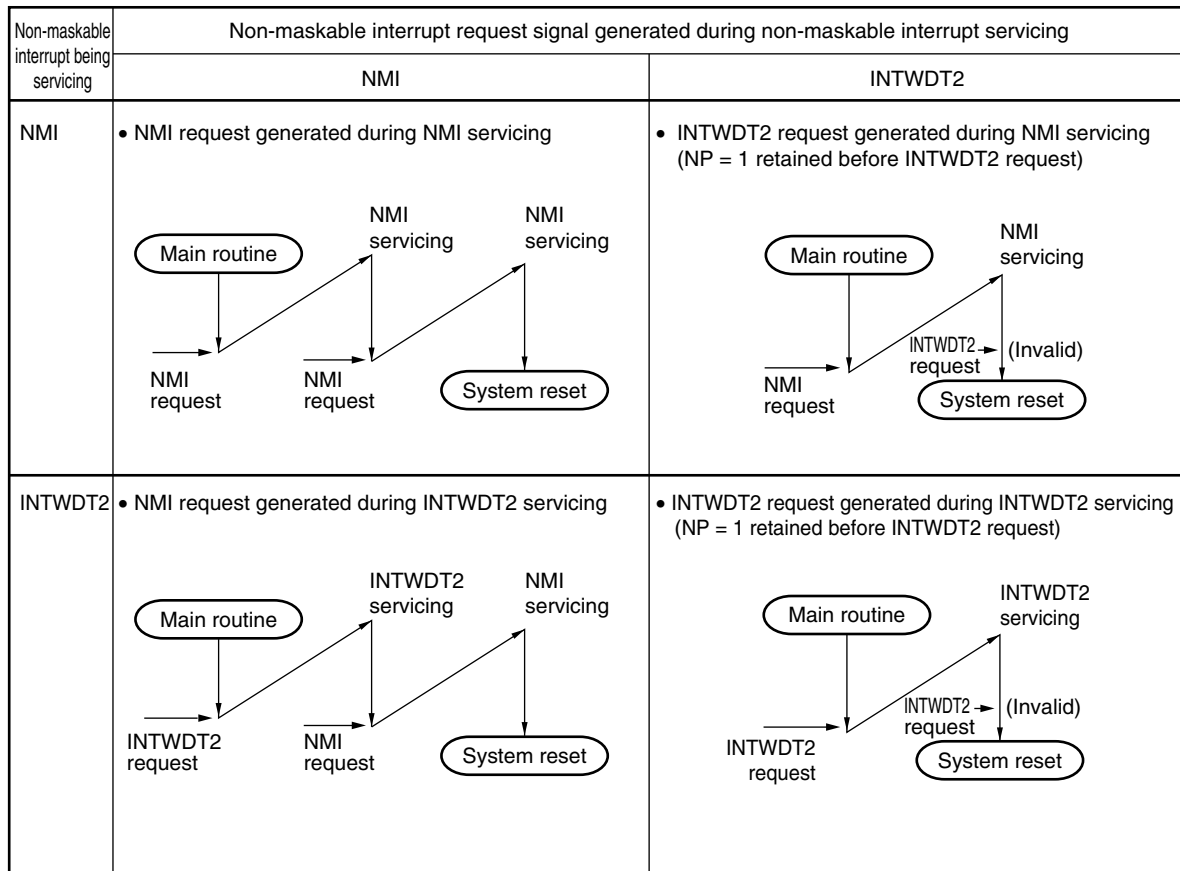 Non-maskable
interrupt being
servicing
Non-maskable interrupt request signal generated during non-maskable interrupt servicing
NMI
INTWDT2
NMI
• NMI request generated during NMI servicing
Main routine
NMI
servicing
NMI
servicing
NMI
request
NMI
request
System reset
• INTWDT2 request generated during NMI servicing
(NP = 1 retained before INTWDT2 request)
Main routine
NMI
servicing
INTWDT2
request
(Invalid)
NMI
request
System reset
INTWDT2
• NMI request generated during INTWDT2 servicing
Main routine
INTWDT2
servicing
NMI
servicing
INTWDT2
request
NMI
request
System reset
• INTWDT2 request generated during INTWDT2 servicing
(NP = 1 retained before INTWDT2 request)
Main routine
INTWDT2
servicing
INTWDT2
request
(Invalid)
INTWDT2
request
System reset